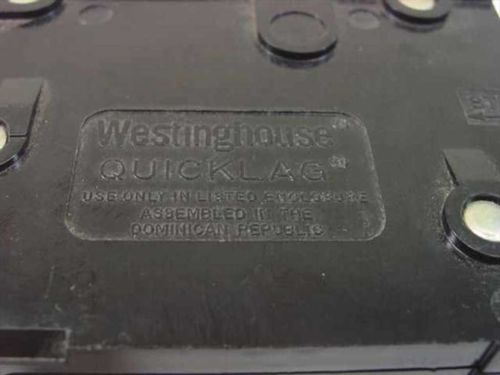 Westinghouse®
QUICKLAG®
USE ONLY IN LISTED ENCLOSURE
ASSEMBLED IN THE
DOMINICAN REPUBLIC